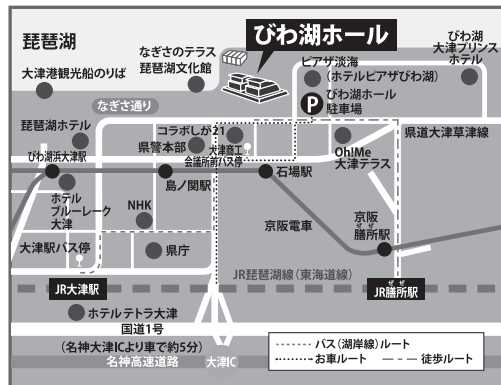 琵琶湖
なぎさのテラス
琵琶湖文化館
びわ湖ホール
ピアザ淡海
(ホテルピアザびわ湖)
びわ湖
大津プリンス
ホテル
大津港観光船のりば
P
びわ湖ホール
駐車場
なぎさ通り
琵琶湖ホテル
コラボしが21
県警本部
大津商工
会議所前バス停
Oh!Me
大津テラス
県道大津草津線
びわ湖浜大津駅
島ノ関駅
石場駅
ホテル
ブルーレーク
大津
NHK
京阪電車
京阪
膳所駅
ぜぜ
大津駅バス停
県庁
JR琵琶湖線(東海道線)
JR大津駅
JR膳所駅
ぜぜ
ホテルテトラ大津
国道1号
(名神大津ICより車で約5分)
名神高速道路
大津IC
バス(湖岸線)ルート
お車ルート
徒歩ルート